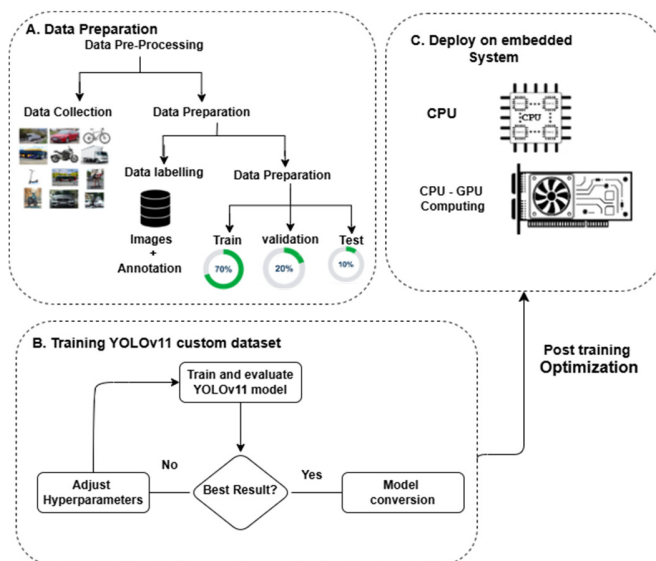 A. Data Preparation
Data Pre-Processing
Data Collection
Data Preparation
Data labelling
Data Preparation
Images
+
Annotation
Train
validation
Test
70%
20%
10%
C. Deploy on embedded
System
CPU
CPU
CPU - GPU
Computing
B. Training YOLOv11 custom dataset
Train and evaluate
YOLOv11 model
No
Yes
Adjust
Hyperparameters
Best Result?
Model
conversion
Post training
Optimization